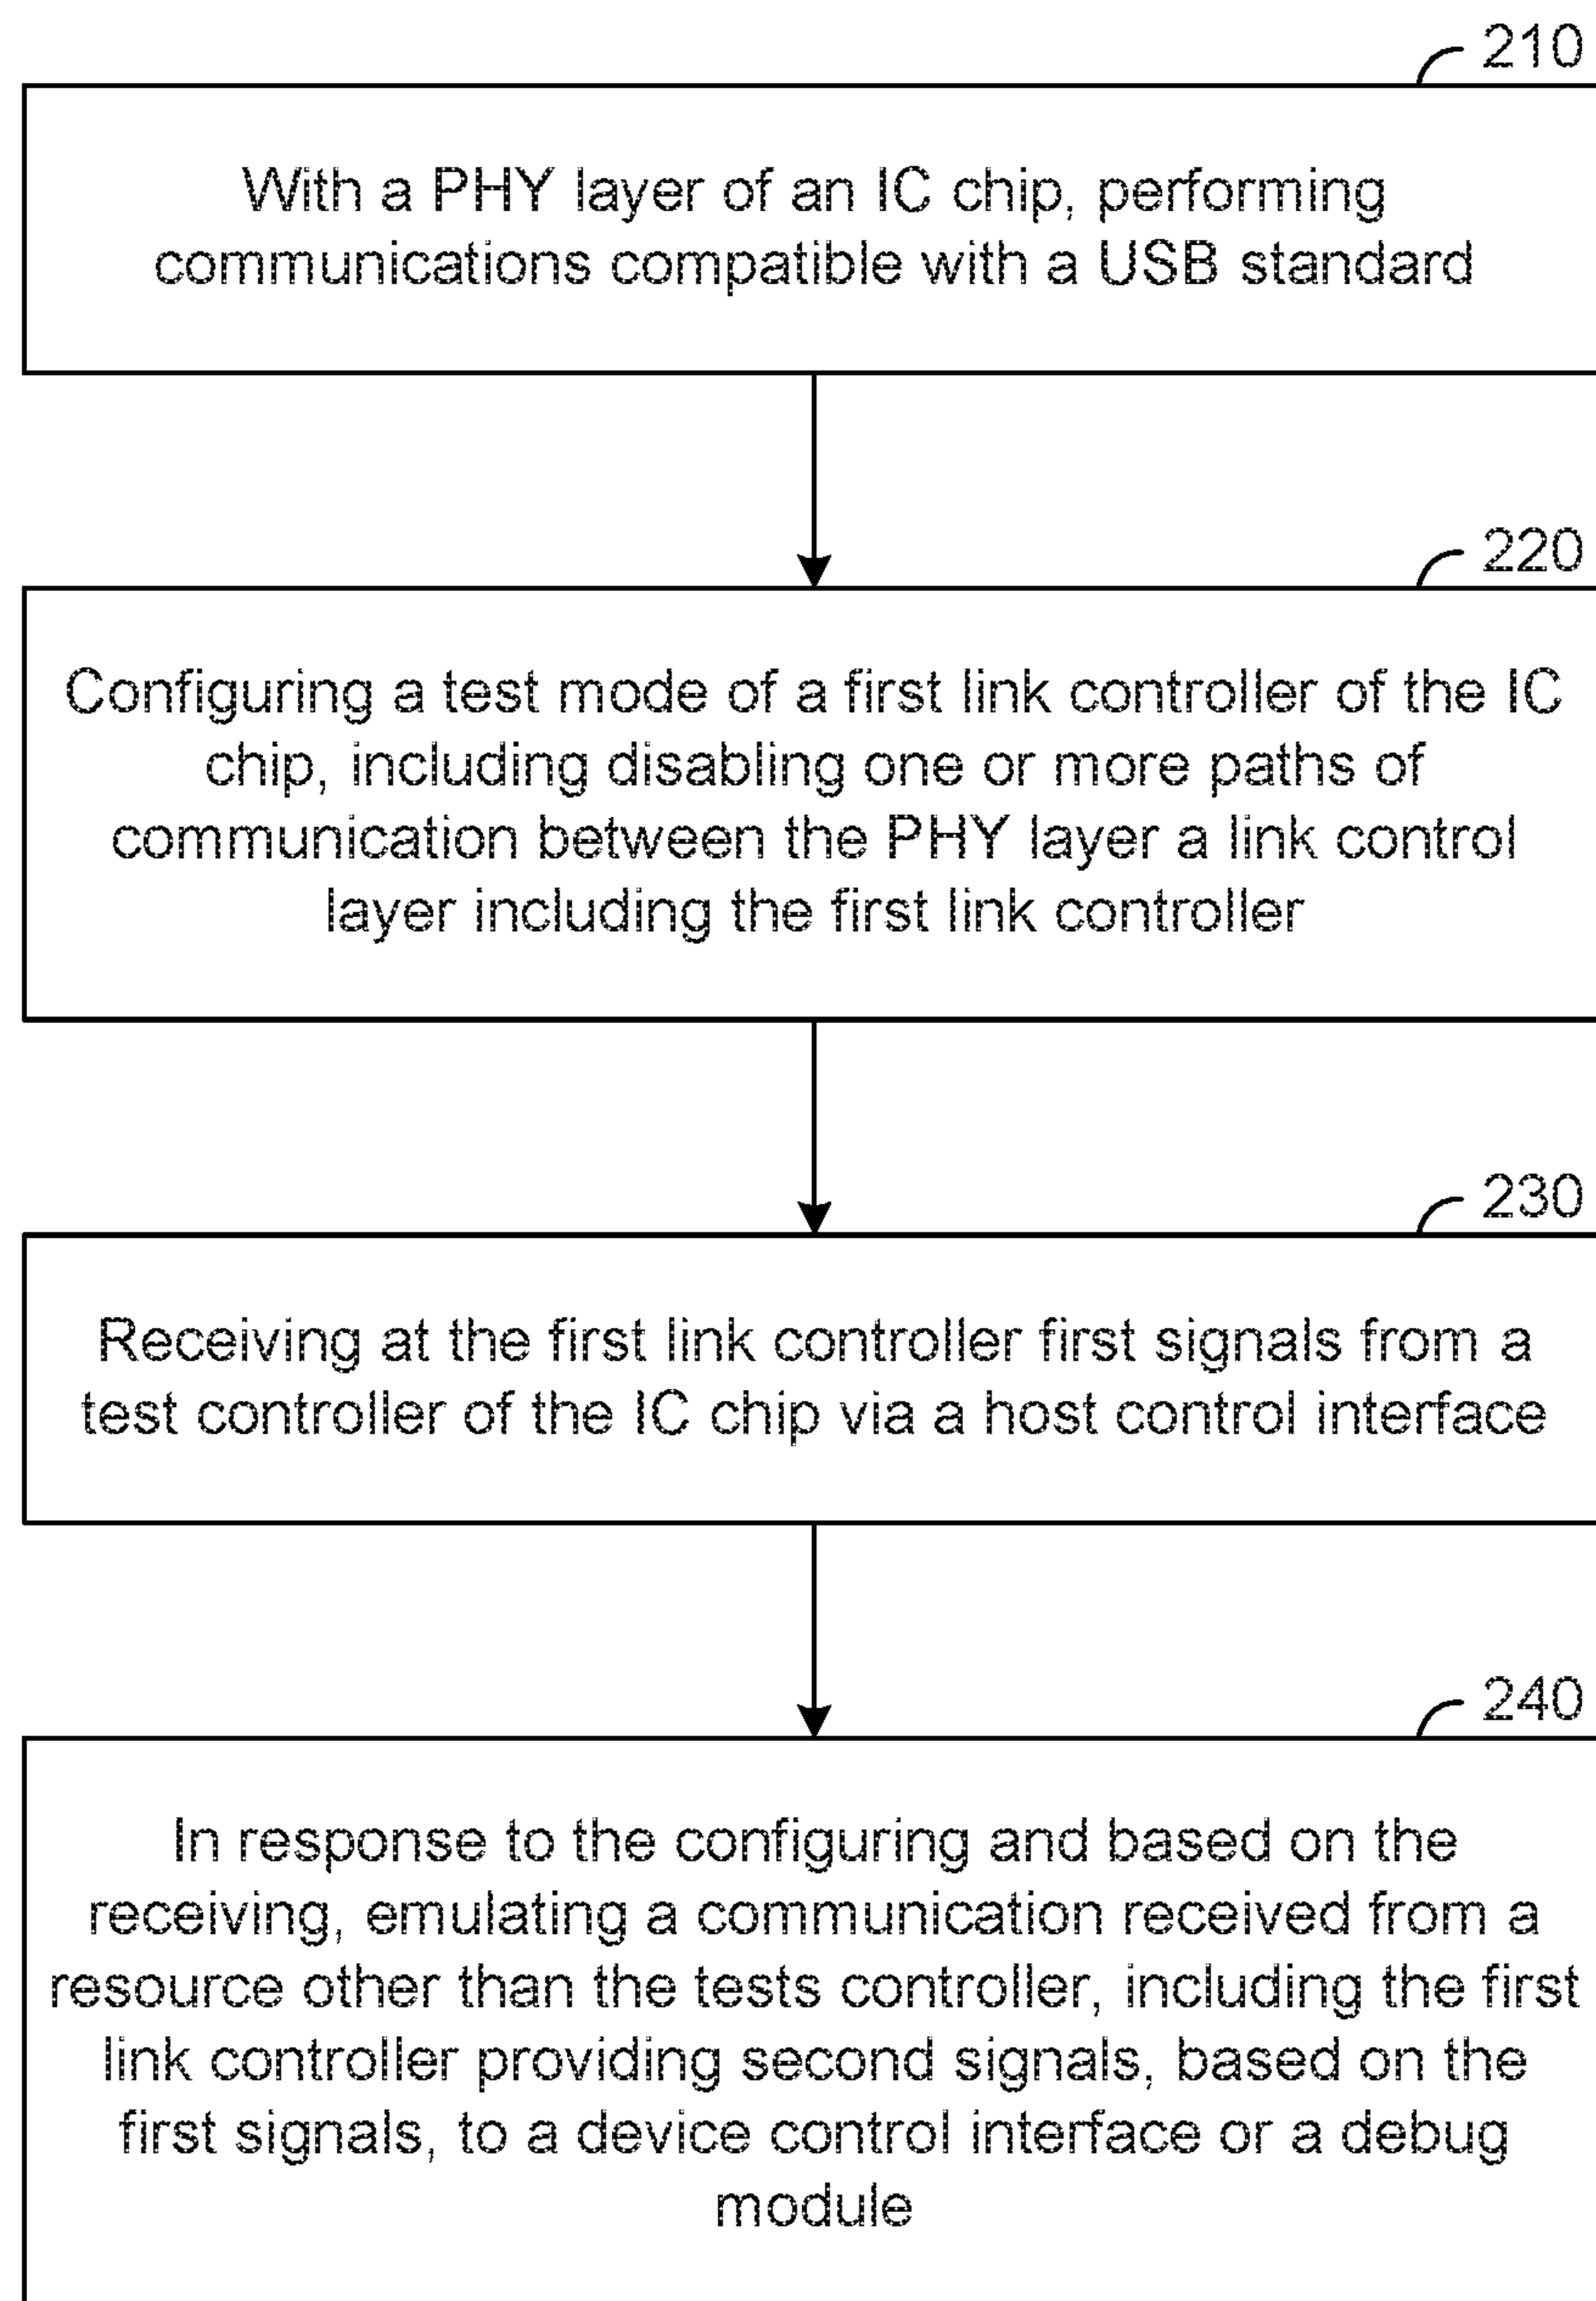 210
With a PHY layer of an IC chip, performing
communications compatible with a USB standard
220
Configuring a test mode of a first link controller of the IC
chip, including disabling one or more paths of
communication between the PHY layer a link control
layer including the first link controller
230
Receiving at the first link controller first signals from a
test controller of the IC chip via a host control interface
240
In response to the configuring and based on the
receiving, emulating a communication received from a
resource other than the tests controller, including the first
link controller providing second signals, based on the
first signals, to a device control interface or a debug
module